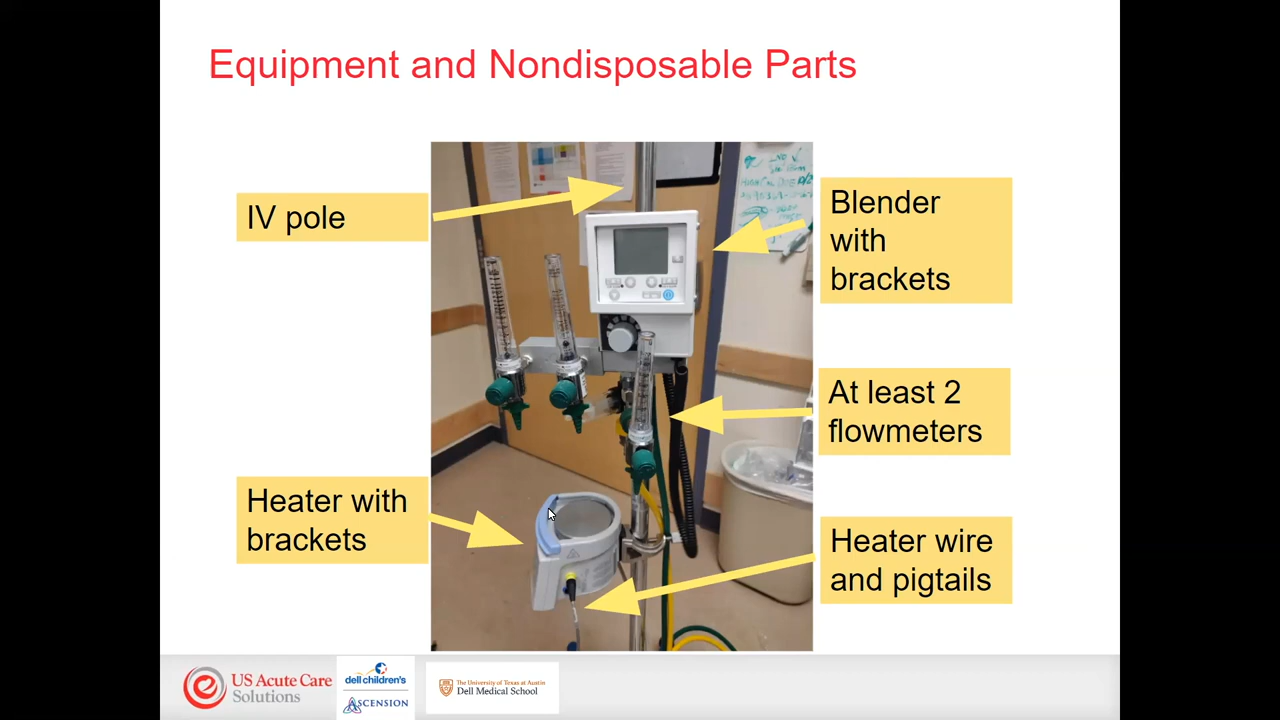 Equipment and Nondisposable Parts
IV pole
Blender
with
brackets
At least 2
flowmeters
Heater with
brackets
Heater wire
and pigtails
US Acute Care
Solutions
dell children's
ASCENSION
The University of Texas at Austin
Dell Medical School